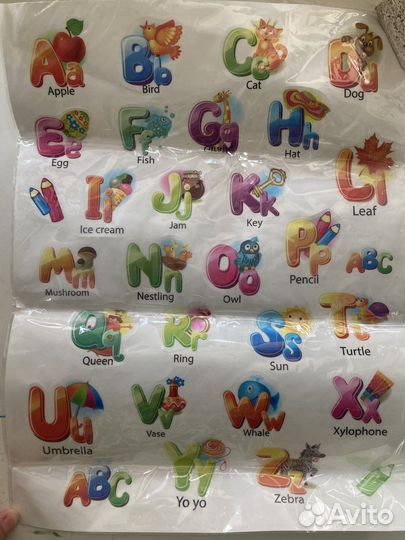 Aa Bb Cc Dd
Apple Bird Cat Dog
Ee Ff Gg Hh
Egg Fish Hat
Ii Jj Kk Ll
Ice cream Jam Key Leaf
Mm Nn Oo Pp ABC
Mushroom Nestling Owl Pencil
Qq Rr Ss Tt
Queen Ring Sun Turtle
Uu Vv Ww Xx
Umbrella Vase Whale Xylophone
ABC Yy Zz
Yo yo Zebra
Avito